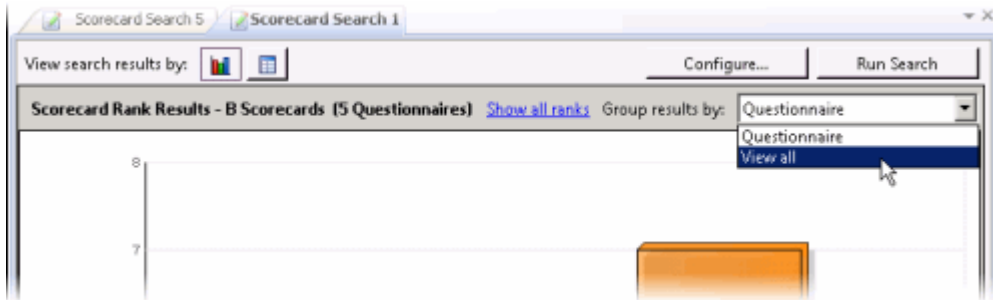 Scorecard Search 5 Scorecard Search 1
View search results by: Configure... Run Search
Scorecard Rank Results - B Scorecards (5 Questionnaires) Show all ranks Group results by: Questionnaire
Questionnaire
View all
8
7